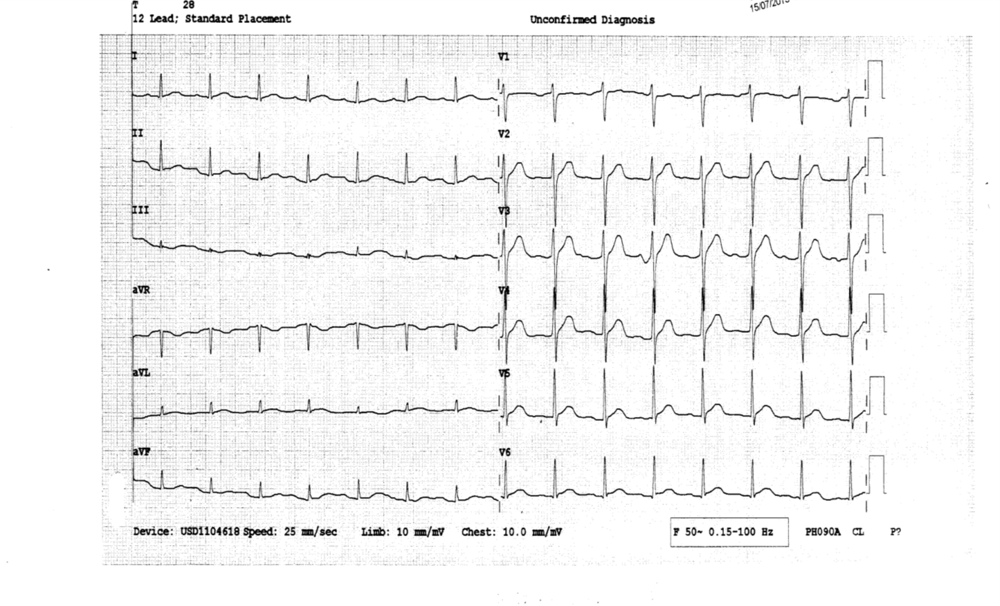 T 28
12 Lead; Standard Placement
Unconfirmed Diagnosis
I
V1
II
V2
III
V3
aVR
V4
aVL
V5
aVF
V6
Device: USD1104618 Speed: 25 mm/sec Limb: 10 mm/mV Chest: 10.0 mm/mV F 50~ 0.15-100 Hz PH090A CL P?